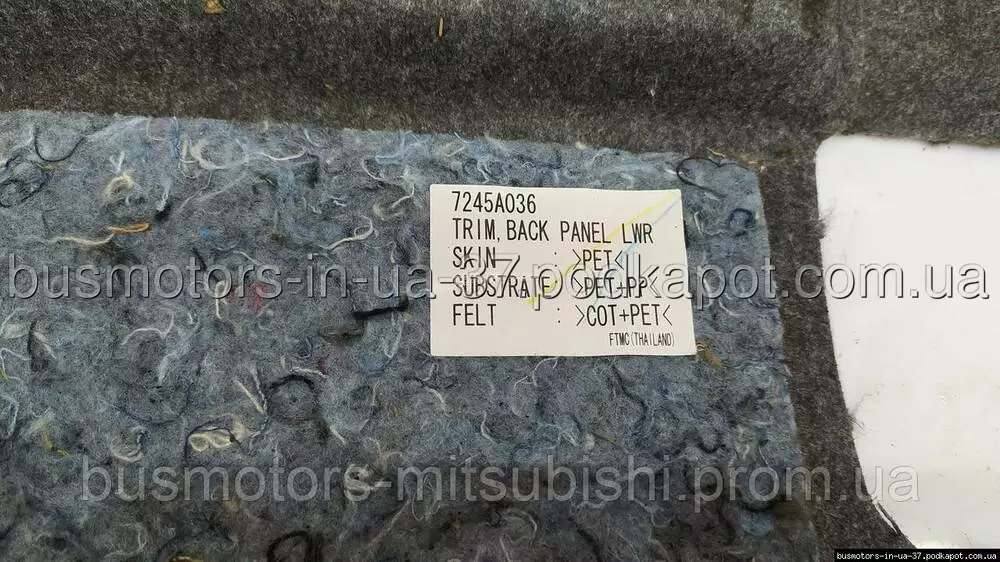 7245A036
TRIM, BACK PANEL LWR
SKIN : >PET<
SUBSTRATE : >PET+PP<
FELT : >COT+PET<
FTMC(THAILAND)
busmotors-in-ua-37.podkapot.com.ua
busmotors-mitsubishi.prom.ua
busmotors-in-ua-37.podkapot.com.ua